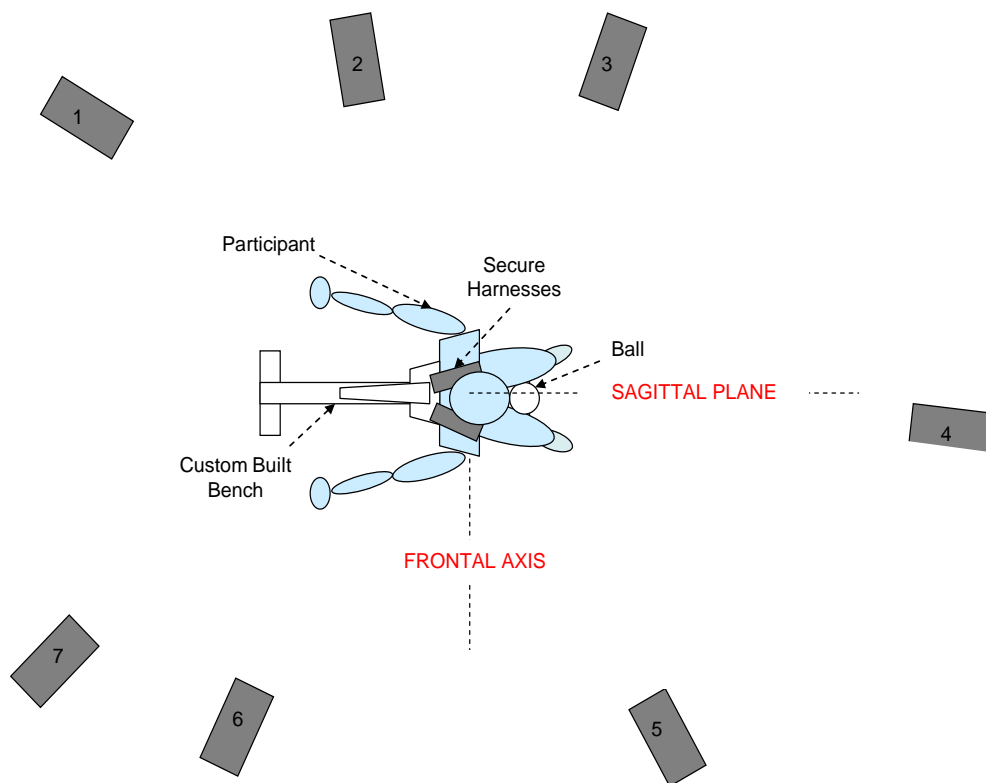 2
3
1
Participant
Secure
Harnesses
Ball
SAGITTAL PLANE
4
Custom Built
Bench
FRONTAL AXIS
7
6
5